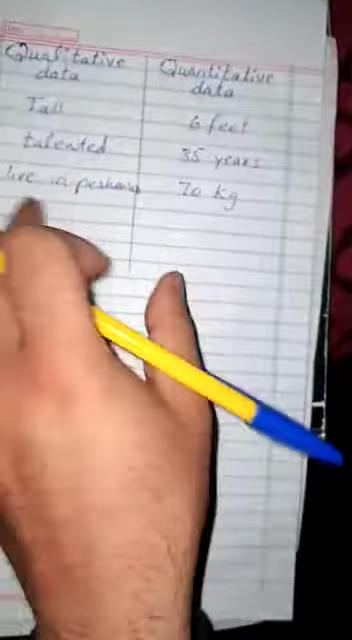 Qualitative data
Quantitative data
Tall
6 feet
talented
35 years
live in peshawar
70 kg